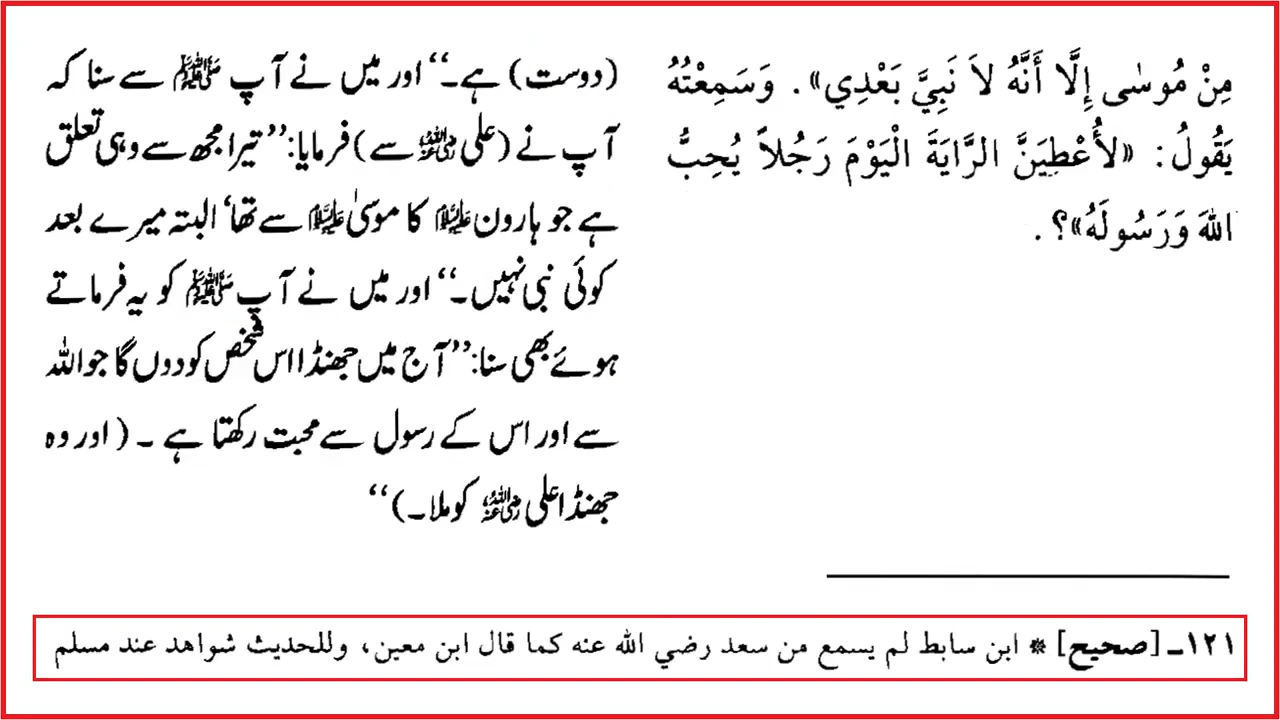 مِنْ مُوسٰى إِلَّا أَنَّهُ لاَ نَبِيَّ بَعْدِي» . وَسَمِعْتُهُ
يَقُولُ: «لأُعْطِيَنَّ الرَّايَةَ الْيَوْمَ رَجُلاً يُحِبُّ
اللهَ وَرَسُولَهُ»؟ .
(دوست) ہے۔‘‘ اور میں نے آپ ﷺ سے سنا کہ
آپ نے (علی رضی اللہ عنہ سے) فرمایا: ’’تیرا مجھ سے وہی تعلق
ہے جو ہارون علیہ السلام کا موسیٰ علیہ السلام سے تھا‘ البتہ میرے بعد
کوئی نبی نہیں۔‘‘ اور میں نے آپ ﷺ کو یہ فرماتے
ہوئے بھی سنا: ’’آج میں جھنڈا اس شخص کو دوں گا جو اللہ
سے اور اس کے رسول سے محبت رکھتا ہے ۔ (اور وہ
جھنڈا علی رضی اللہ عنہ کو ملا۔)‘‘
١٢١ـ [صحيح] * ابن سابط لم يسمع من سعد رضي الله عنه كما قال ابن معين، وللحديث شواهد عند مسلم